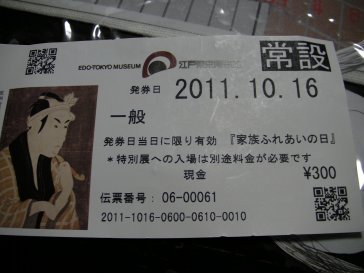 EDO-TOKYO MUSEUM 江戸東京博物館
常設
発券日 2011.10.16
一般
発券日当日に限り有効 『家族ふれあいの日』
*特別展への入場は別途料金が必要です
現金 ¥300
伝票番号: 06-00061
2011-1016-0600-0610-0010